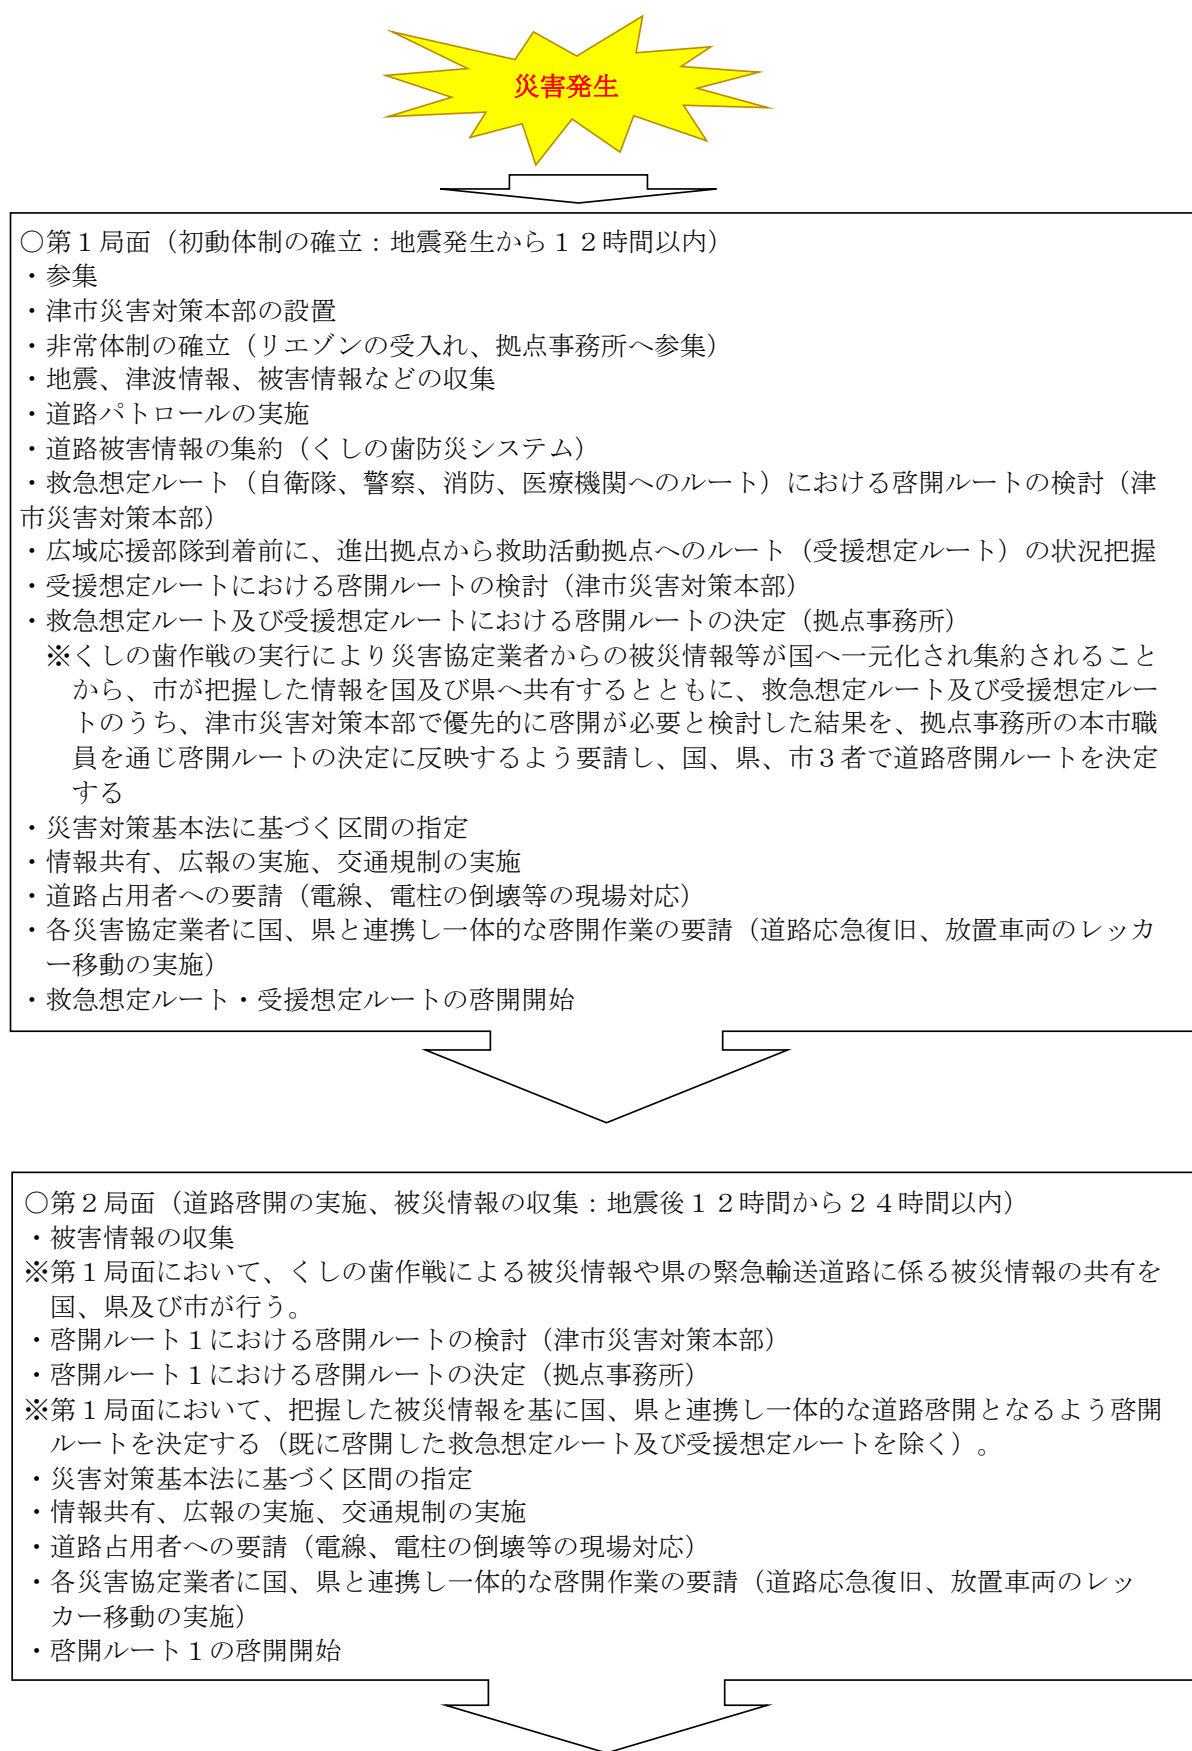 災害発生
○第１局面（初動体制の確立：地震発生から１２時間以内）
・参集
・津市災害対策本部の設置
・非常体制の確立（リエゾンの受入れ、拠点事務所へ参集）
・地震、津波情報、被害情報などの収集
・道路パトロールの実施
・道路被害情報の集約（くしの歯防災システム）
・救急想定ルート（自衛隊、警察、消防、医療機関へのルート）における啓開ルートの検討（津
市災害対策本部）
・広域応援部隊到着前に、進出拠点から救助活動拠点へのルート（受援想定ルート）の状況把握
・受援想定ルートにおける啓開ルートの検討（津市災害対策本部）
・救急想定ルート及び受援想定ルートにおける啓開ルートの決定（拠点事務所）
※くしの歯作戦の実行により災害協定業者からの被災情報等が国へ一元化され集約されること
から、市が把握した情報を国及び県へ共有するとともに、救急想定ルート及び受援想定ルー
トのうち、津市災害対策本部で優先的に啓開が必要と検討した結果を、拠点事務所の本市職
員を通じ啓開ルートの決定に反映するよう要請し、国、県、市３者で道路啓開ルートを決定
する
・災害対策基本法に基づく区間の指定
・情報共有、広報の実施、交通規制の実施
・道路占用者への要請（電線、電柱の倒壊等の現場対応）
・各災害協定業者に国、県と連携し一体的な啓開作業の要請（道路応急復旧、放置車両のレッカ
ー移動の実施）
・救急想定ルート・受援想定ルートの啓開開始
○第２局面（道路啓開の実施、被災情報の収集：地震後１２時間から２４時間以内）
・被害情報の収集
※第１局面において、くしの歯作戦による被災情報や県の緊急輸送道路に係る被災情報の共有を
国、県及び市が行う。
・啓開ルート１における啓開ルートの検討（津市災害対策本部）
・啓開ルート１における啓開ルートの決定（拠点事務所）
※第１局面において、把握した被災情報を基に国、県と連携し一体的な道路啓開となるよう啓開
ルートを決定する（既に啓開した救急想定ルート及び受援想定ルートを除く）。
・災害対策基本法に基づく区間の指定
・情報共有、広報の実施、交通規制の実施
・道路占用者への要請（電線、電柱の倒壊等の現場対応）
・各災害協定業者に国、県と連携し一体的な啓開作業の要請（道路応急復旧、放置車両のレッ
カー移動の実施）
・啓開ルート１の啓開開始